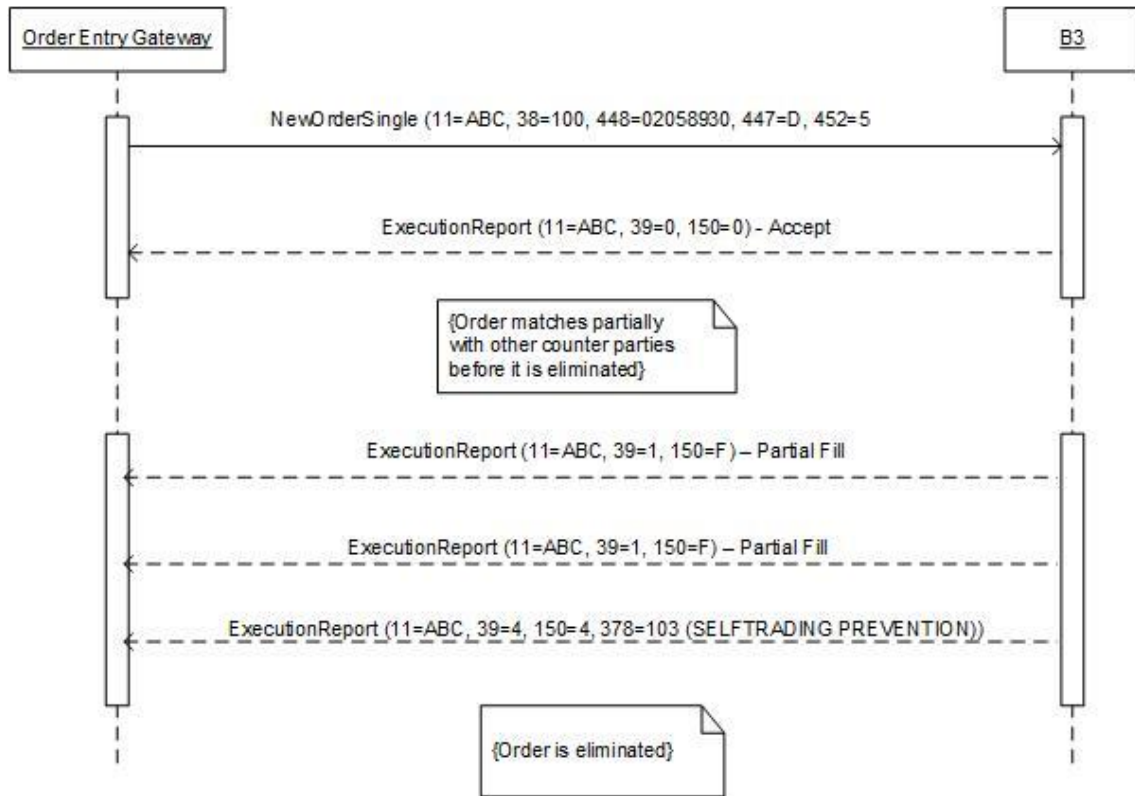 Order Entry Gateway
B3
NewOrderSingle (11=ABC, 38=100, 448=02058930, 447=D, 452=5
ExecutionReport (11=ABC, 39=0, 150=0) - Accept
{Order matches partially
with other counter parties
before it is eliminated}
ExecutionReport (11=ABC, 39=1, 150=F) – Partial Fill
ExecutionReport (11=ABC, 39=1, 150=F) – Partial Fill
ExecutionReport (11=ABC, 39=4, 150=4, 378=103 (SELFTRADING PREVENTION))
{Order is eliminated}